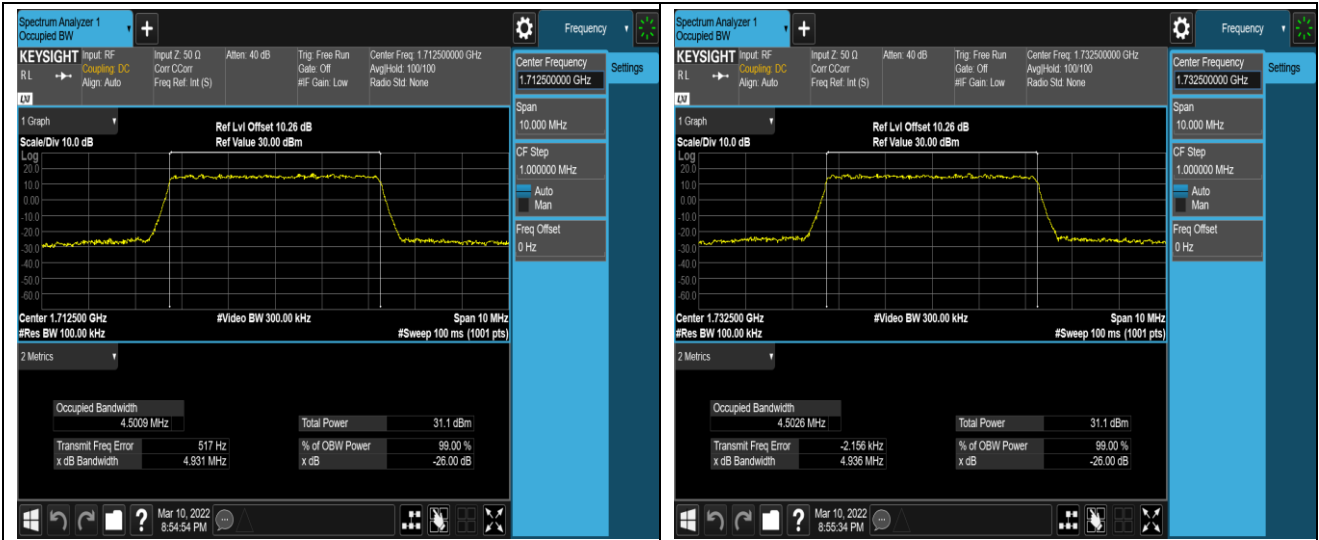 Spectrum Analyzer 1
Occupied BW
+
Frequency
KEYSIGHT Input: RF
Coupling: DC
Align: Auto
RL
LXI
Input Z: 50 Ω
Corr CCorr
Freq Ref: Int (S)
Atten: 40 dB
Trig: Free Run
Gate: Off
#IF Gain: Low
Center Freq: 1.712500000 GHz
Avg|Hold: 100/100
Radio Std: None
Center Frequency
1.712500000 GHz
Settings
Span
10.000 MHz
CF Step
1.000000 MHz
Auto
Man
Freq Offset
0 Hz
1 Graph
Scale/Div 10.0 dB
Ref Lvl Offset 10.26 dB
Ref Value 30.00 dBm
Log
20.0
10.0
0.00
-10.0
-20.0
-30.0
-40.0
-50.0
-60.0
Center 1.712500 GHz
#Video BW 300.00 kHz
Span 10 MHz
#Res BW 100.00 kHz
#Sweep 100 ms (1001 pts)
2 Metrics
Occupied Bandwidth
4.5009 MHz
Total Power 31.1 dBm
Transmit Freq Error 517 Hz
% of OBW Power 99.00 %
x dB Bandwidth 4.931 MHz
x dB -26.00 dB
?
Mar 10, 2022
8:54:54 PM
Spectrum Analyzer 1
Occupied BW
+
Frequency
KEYSIGHT Input: RF
Coupling: DC
Align: Auto
RL
LXI
Input Z: 50 Ω
Corr CCorr
Freq Ref: Int (S)
Atten: 40 dB
Trig: Free Run
Gate: Off
#IF Gain: Low
Center Freq: 1.732500000 GHz
Avg|Hold: 100/100
Radio Std: None
Center Frequency
1.732500000 GHz
Settings
Span
10.000 MHz
CF Step
1.000000 MHz
Auto
Man
Freq Offset
0 Hz
1 Graph
Scale/Div 10.0 dB
Ref Lvl Offset 10.26 dB
Ref Value 30.00 dBm
Log
20.0
10.0
0.00
-10.0
-20.0
-30.0
-40.0
-50.0
-60.0
Center 1.732500 GHz
#Video BW 300.00 kHz
Span 10 MHz
#Res BW 100.00 kHz
#Sweep 100 ms (1001 pts)
2 Metrics
Occupied Bandwidth
4.5026 MHz
Total Power 31.1 dBm
Transmit Freq Error -2.156 kHz
% of OBW Power 99.00 %
x dB Bandwidth 4.936 MHz
x dB -26.00 dB
?
Mar 10, 2022
8:55:34 PM